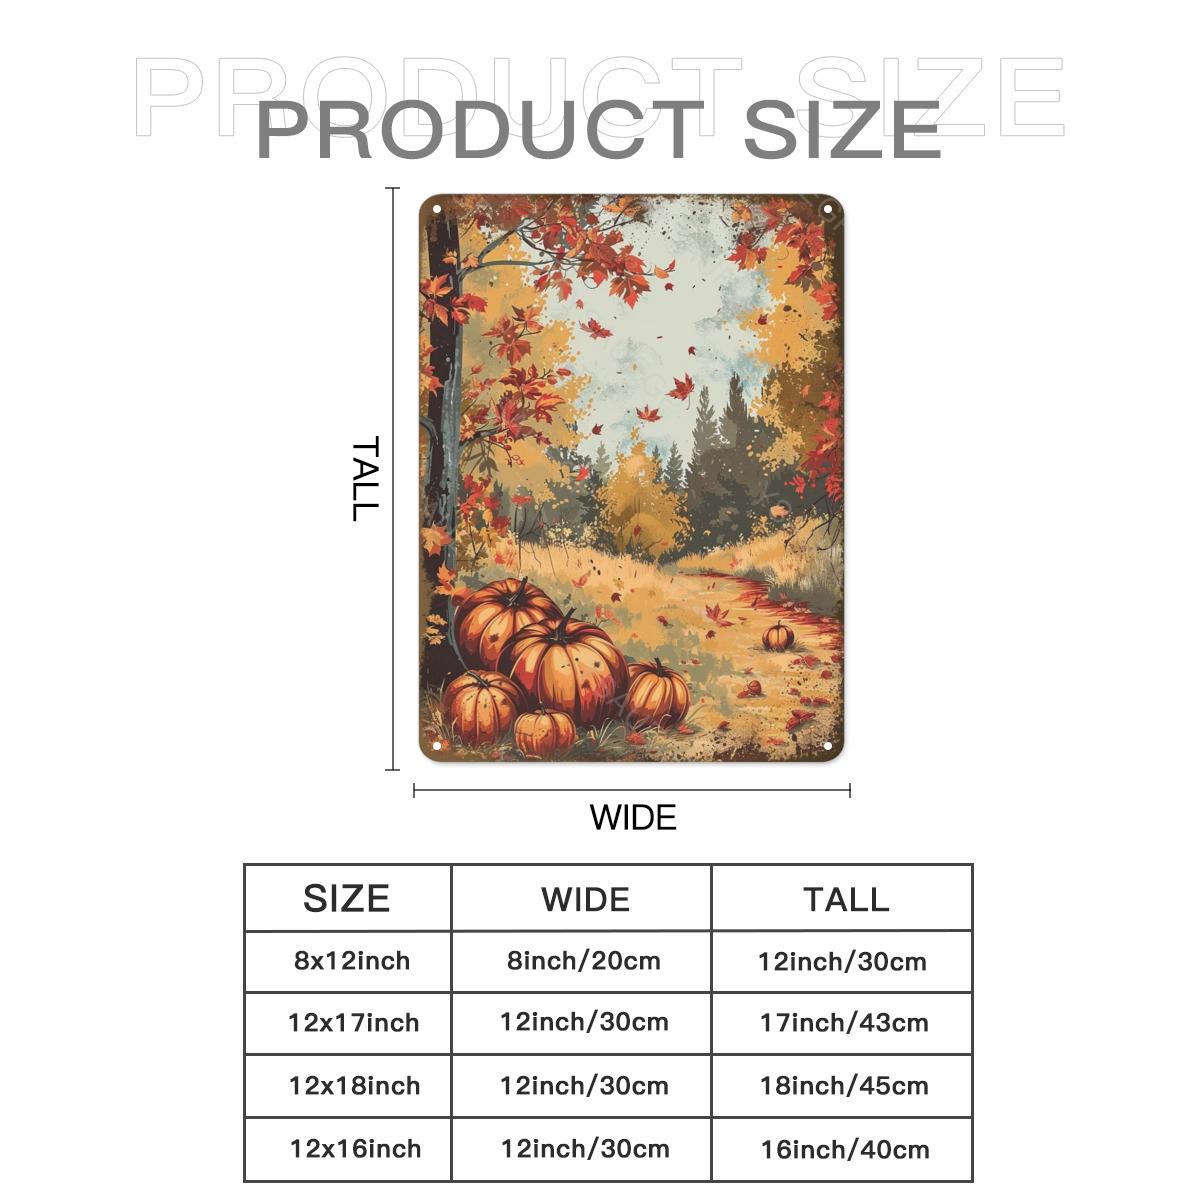 PRODUCT SIZE
PRODUCT SIZE
TALL
WIDE
SIZE WIDE TALL
8x12inch 8inch/20cm 12inch/30cm
12x17inch 12inch/30cm 17inch/43cm
12x18inch 12inch/30cm 18inch/45cm
12x16inch 12inch/30cm 16inch/40cm